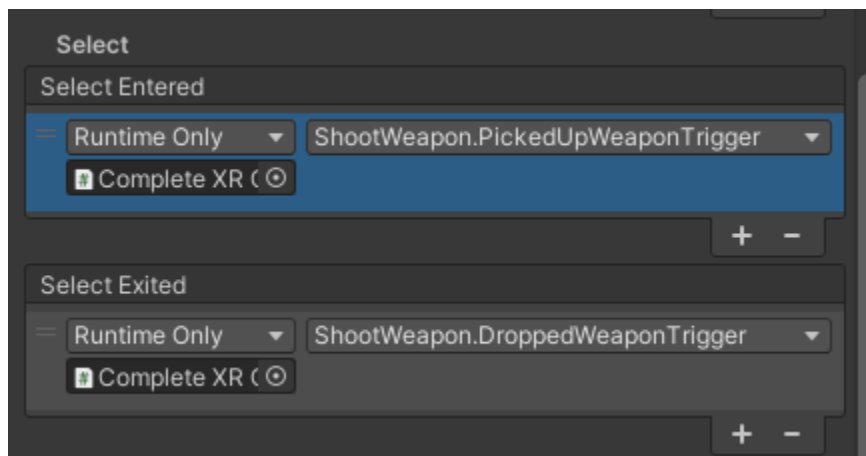 Select
Select Entered
Runtime Only ShootWeapon.PickedUpWeaponTrigger
# Complete XR
+ -
Select Exited
Runtime Only ShootWeapon.DroppedWeaponTrigger
# Complete XR
+ -